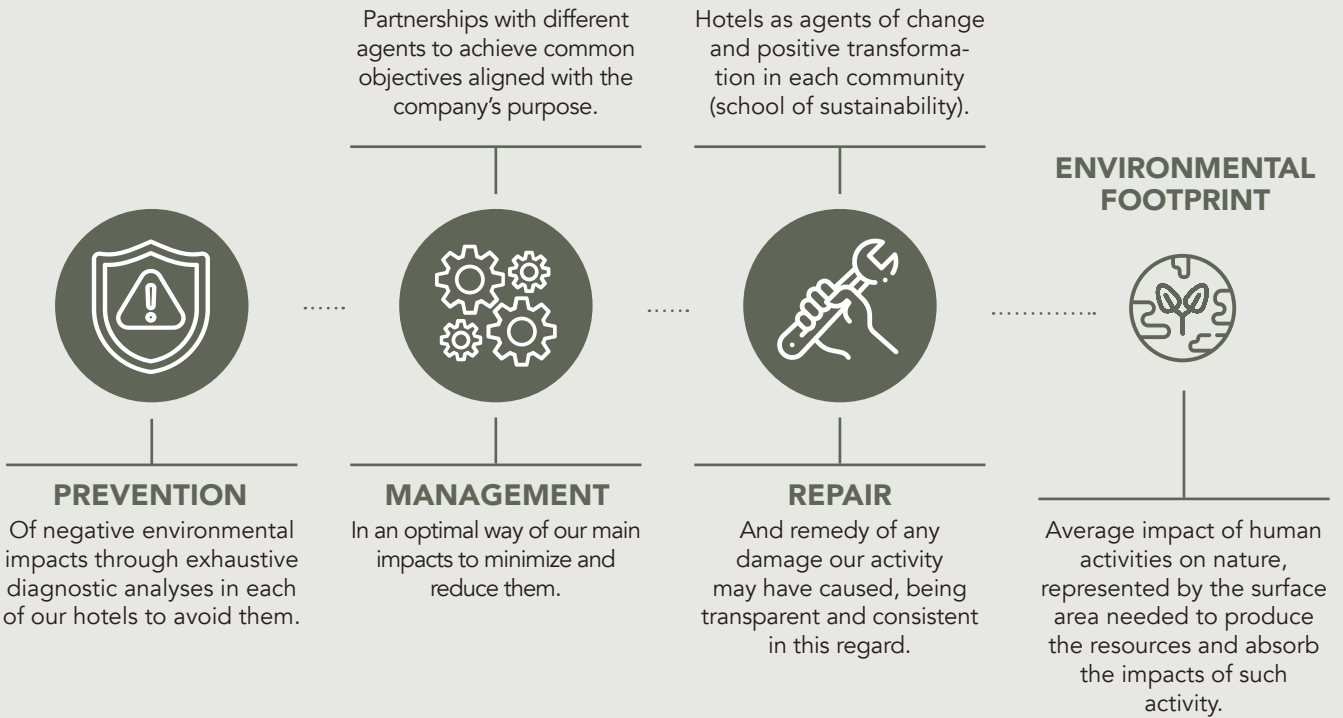 Partnerships with different
agents to achieve common
objectives aligned with the
company's purpose.
Hotels as agents of change
and positive transforma-
tion in each community
(school of sustainability).
ENVIRONMENTAL
FOOTPRINT
PREVENTION
Of negative environmental
impacts through exhaustive
diagnostic analyses in each
of our hotels to avoid them.
MANAGEMENT
In an optimal way of our main
impacts to minimize and
reduce them.
REPAIR
And remedy of any
damage our activity
may have caused, being
transparent and consistent
in this regard.
Average impact of human
activities on nature,
represented by the surface
area needed to produce
the resources and absorb
the impacts of such
activity.